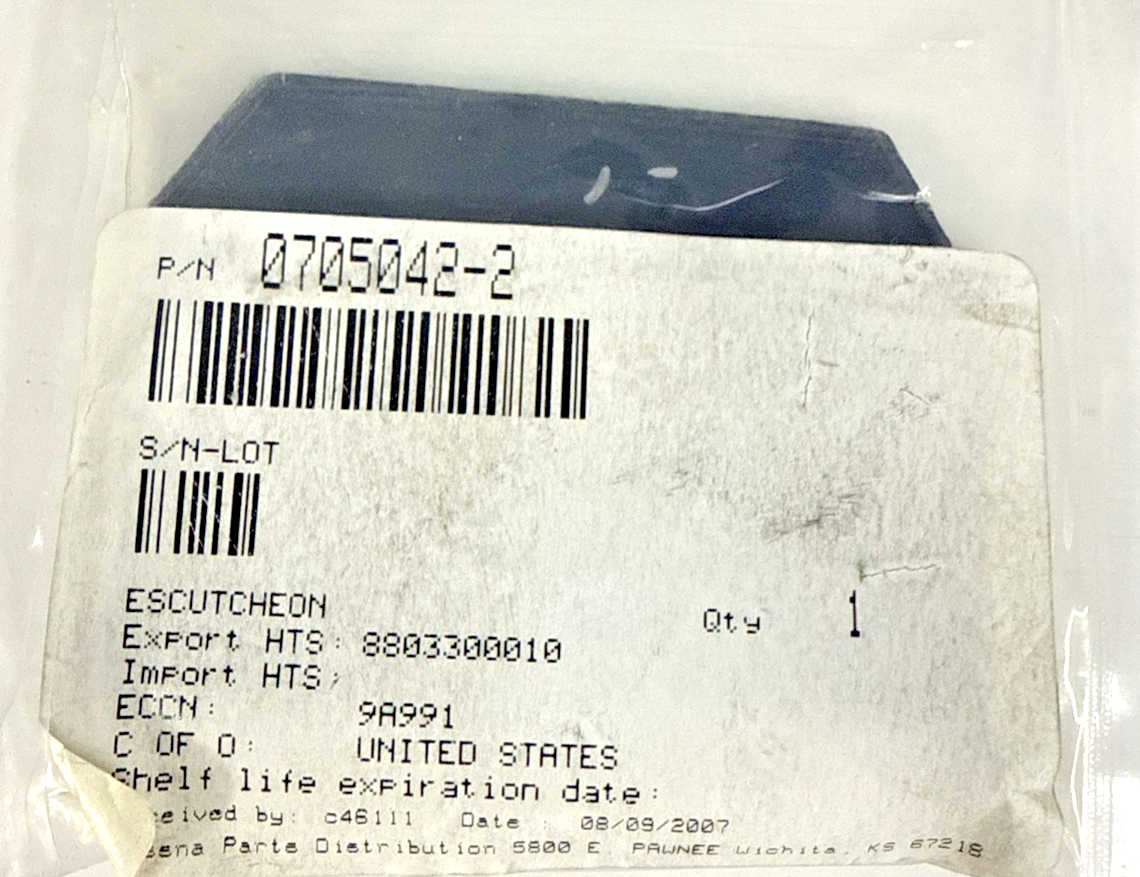 P/N 0705042-2
S/N-LOT
ESCUTCHEON Qty 1
Export HTS: 8803300010
Import HTS:
ECCN: 9A991
C OF O: UNITED STATES
Shelf life expiration date:
eived by: c46111 Date : 08/09/2007
ssna Parts Distribution 5800 E. PAWNEE Wichita, KS 67218